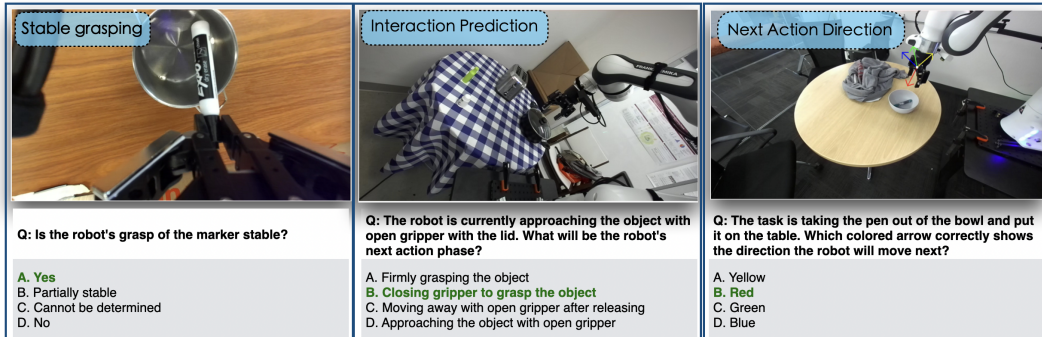 Stable grasping
EXPO
Q: Is the robot's grasp of the marker stable?
A. Yes
B. Partially stable
C. Cannot be determined
D. No
Interaction Prediction
FRANKA EMIKA
Q: The robot is currently approaching the object with
open gripper with the lid. What will be the robot's
next action phase?
A. Firmly grasping the object
B. Closing gripper to grasp the object
C. Moving away with open gripper after releasing
D. Approaching the object with open gripper
Next Action Direction
Q: The task is taking the pen out of the bowl and put
it on the table. Which colored arrow correctly shows
the direction the robot will move next?
A. Yellow
B. Red
C. Green
D. Blue